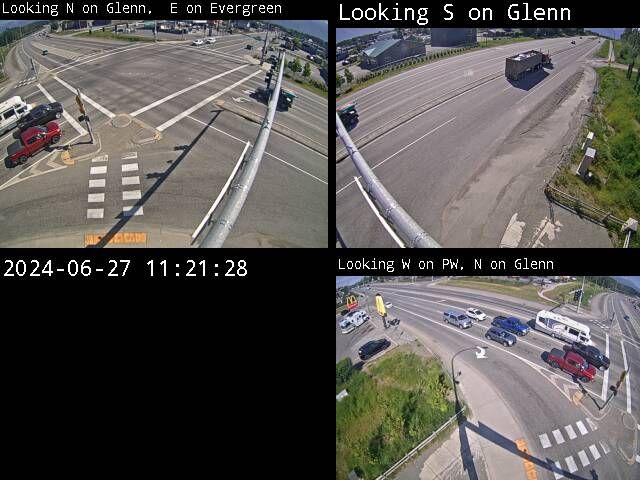 Looking N on Glenn,  E on Evergreen
Looking S on Glenn
2024-06-27 11:21:28
Looking W on PW, N on Glenn